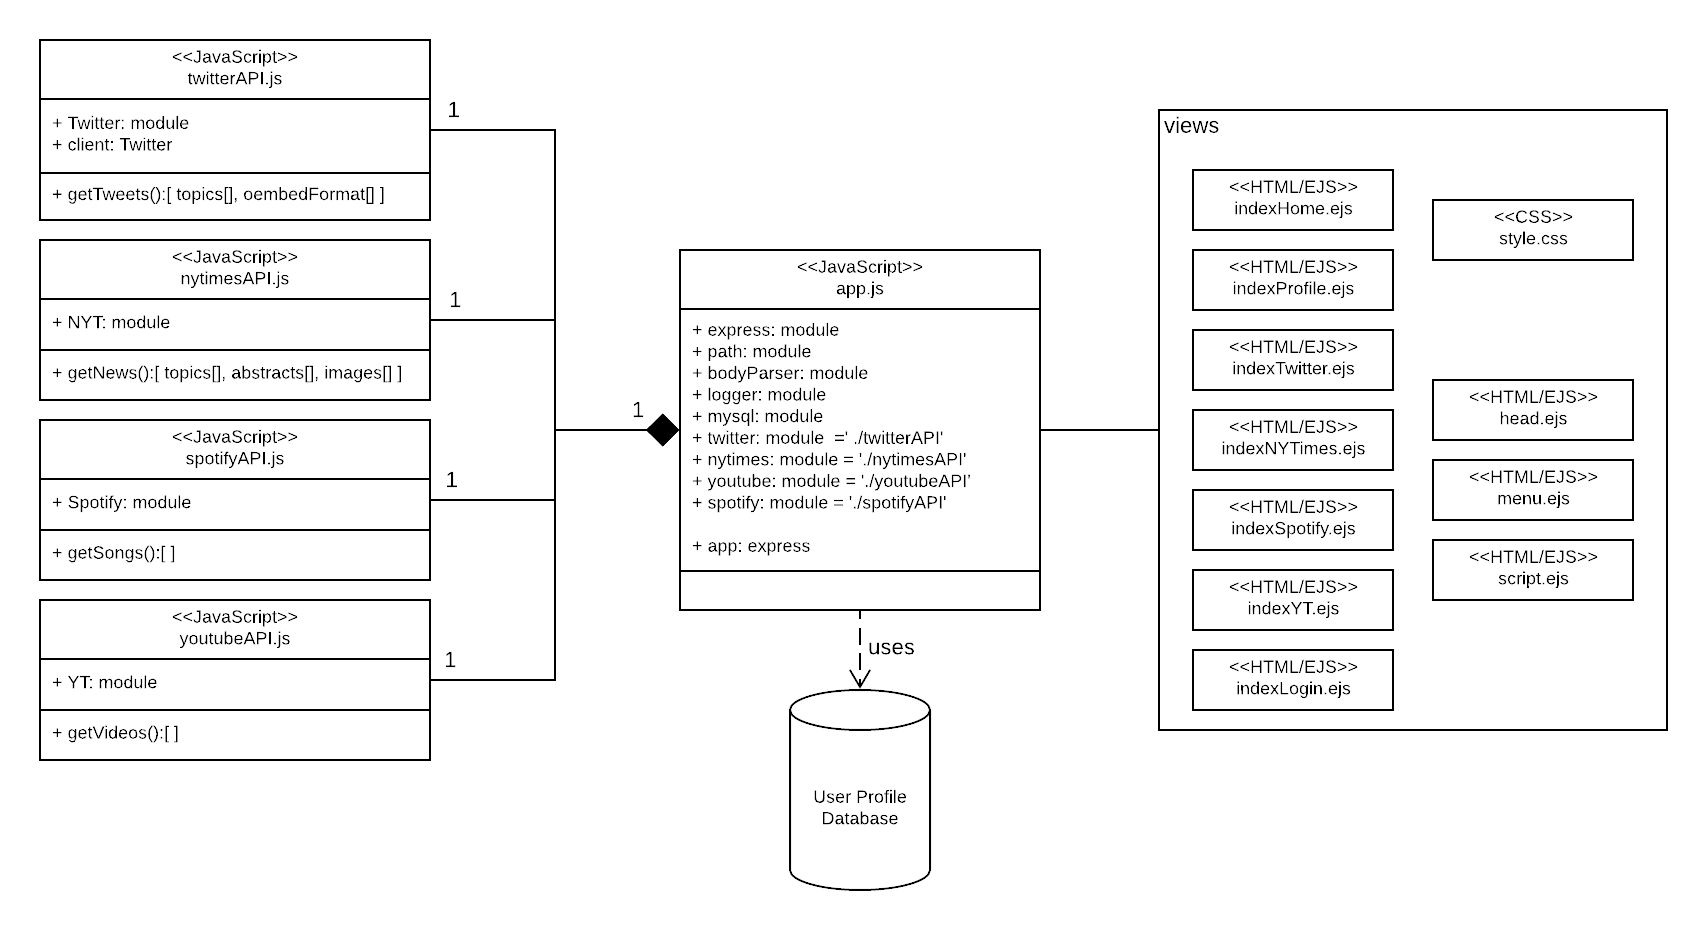 <<JavaScript>>
twitterAPI.js
+ Twitter: module
+ client: Twitter
+ getTweets():[ topics[], oembedFormat[] ]
1
<<JavaScript>>
nytimesAPI.js
+ NYT: module
+ getNews():[ topics[], abstracts[], images[] ]
1
<<JavaScript>>
spotifyAPI.js
+ Spotify: module
+ getSongs():[ ]
1
<<JavaScript>>
youtubeAPI.js
+ YT: module
+ getVideos():[ ]
1
1
<<JavaScript>>
app.js
+ express: module
+ path: module
+ bodyParser: module
+ logger: module
+ mysql: module
+ twitter: module  =' ./twitterAPI'
+ nytimes: module = './nytimesAPI'
+ youtube: module = './youtubeAPI’
+ spotify: module = './spotifyAPI'
+ app: express
uses
User Profile
Database
views
<<HTML/EJS>>
indexHome.ejs
<<HTML/EJS>>
indexProfile.ejs
<<HTML/EJS>>
indexTwitter.ejs
<<HTML/EJS>>
indexNYTimes.ejs
<<HTML/EJS>>
indexSpotify.ejs
<<HTML/EJS>>
indexYT.ejs
<<HTML/EJS>>
indexLogin.ejs
<<CSS>>
style.css
<<HTML/EJS>>
head.ejs
<<HTML/EJS>>
menu.ejs
<<HTML/EJS>>
script.ejs